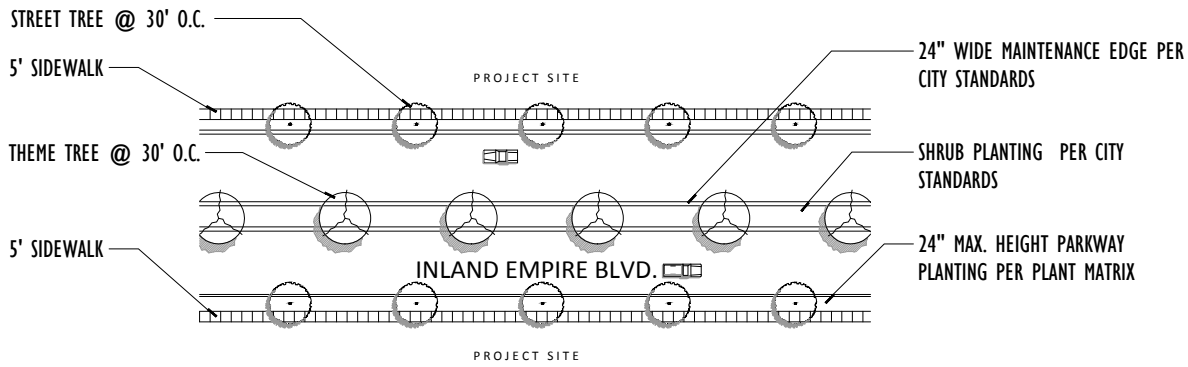 STREET TREE @ 30' O.C.
5' SIDEWALK
THEME TREE @ 30' O.C.
5' SIDEWALK
PROJECT SITE
INLAND EMPIRE BLVD.
PROJECT SITE
24" WIDE MAINTENANCE EDGE PER
CITY STANDARDS
SHRUB PLANTING PER CITY
STANDARDS
24" MAX. HEIGHT PARKWAY
PLANTING PER PLANT MATRIX